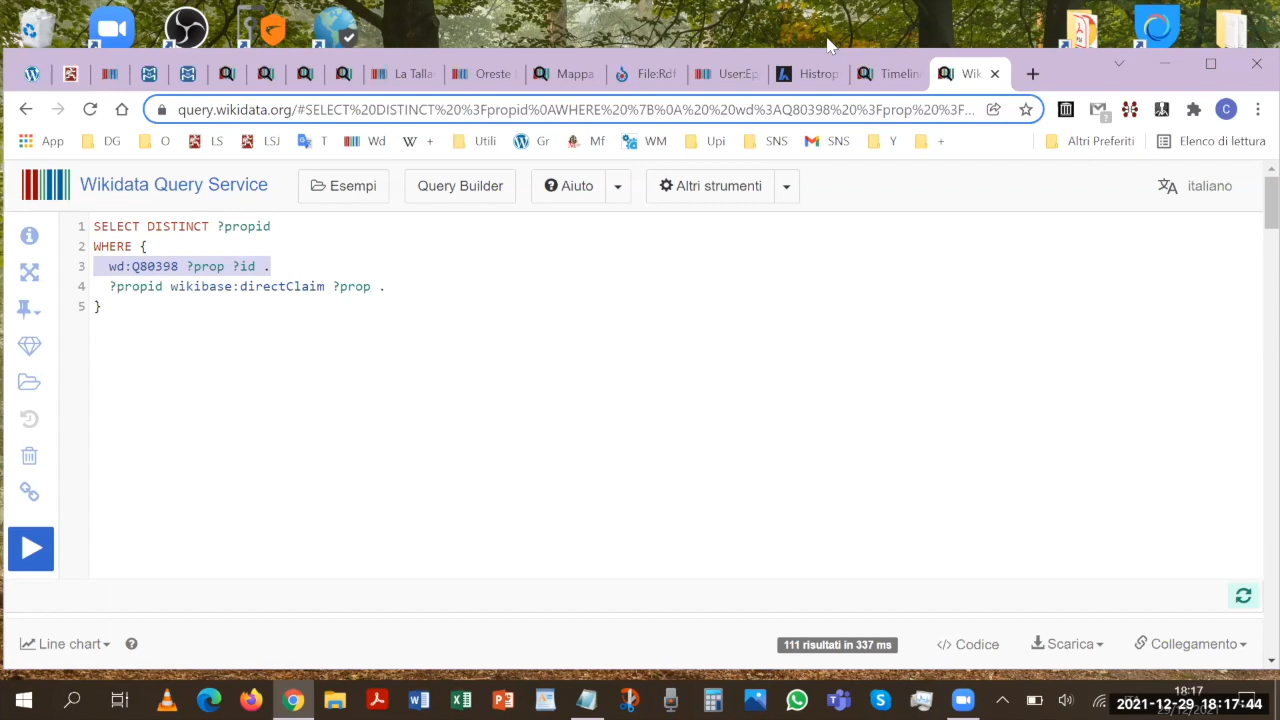 La Talla
Oreste
Mappa
File:Rdf
User:Ep
Histrop
Timelin
Wik
query.wikidata.org/#SELECT%20DISTINCT%20%3Fpropid%0AWHERE%20%7B%0A%20%20wd%3AQ80398%20%3Fprop%20%3F...
App
DG
O
LS
LSJ
T
Wd
+
Utili
Gr
Mf
WM
Upi
SNS
SNS
Y
+
Altri Preferiti
Elenco di lettura
Wikidata Query Service
Esempi
Query Builder
Aiuto
Altri strumenti
italiano
1 SELECT DISTINCT ?propid
2 WHERE {
3 wd:Q80398 ?prop ?id .
4 ?propid wikibase:directClaim ?prop .
5 }
Line chart
111 risultati in 337 ms
</> Codice
Scarica
Collegamento
18:17
2021-12-29 18:17:44